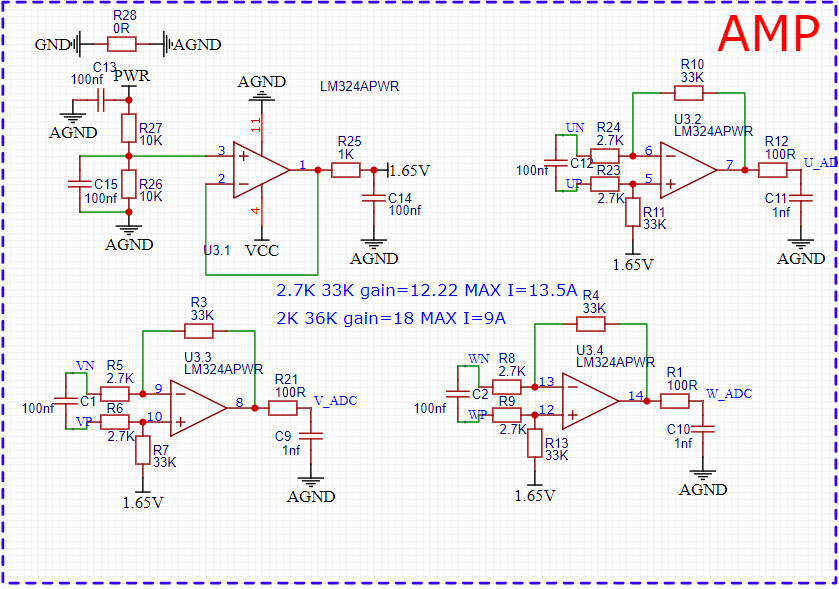 AMP
R28
0R
GND
AGND
C13
100nf
PWR
AGND
R27
10K
C15
100nf
R26
10K
AGND
AGND
LM324APWR
11
3
2
1
4
U3.1
VCC
R25
1K
1.65V
C14
100nf
AGND
R10
33K
U3.2
LM324APWR
UN
R24
2.7K
6
7
R12
100R
U_AD
100nf
C12
R23
UP
5
2.7K
R11
33K
1.65V
C11
1nf
AGND
2.7K 33K gain=12.22 MAX I=13.5A
2K 36K gain=18 MAX I=9A
R3
33K
U3.3
LM324APWR
VN
R5
2.7K
9
8
R21
100R
V_ADC
100nf
C1
R6
VP
10
2.7K
R7
33K
1.65V
C9
1nf
AGND
R4
33K
U3.4
LM324APWR
WN
R8
2.7K
13
14
R1
100R
W_ADC
100nf
C2
R9
WP
12
2.7K
R13
33K
1.65V
C10
1nf
AGND